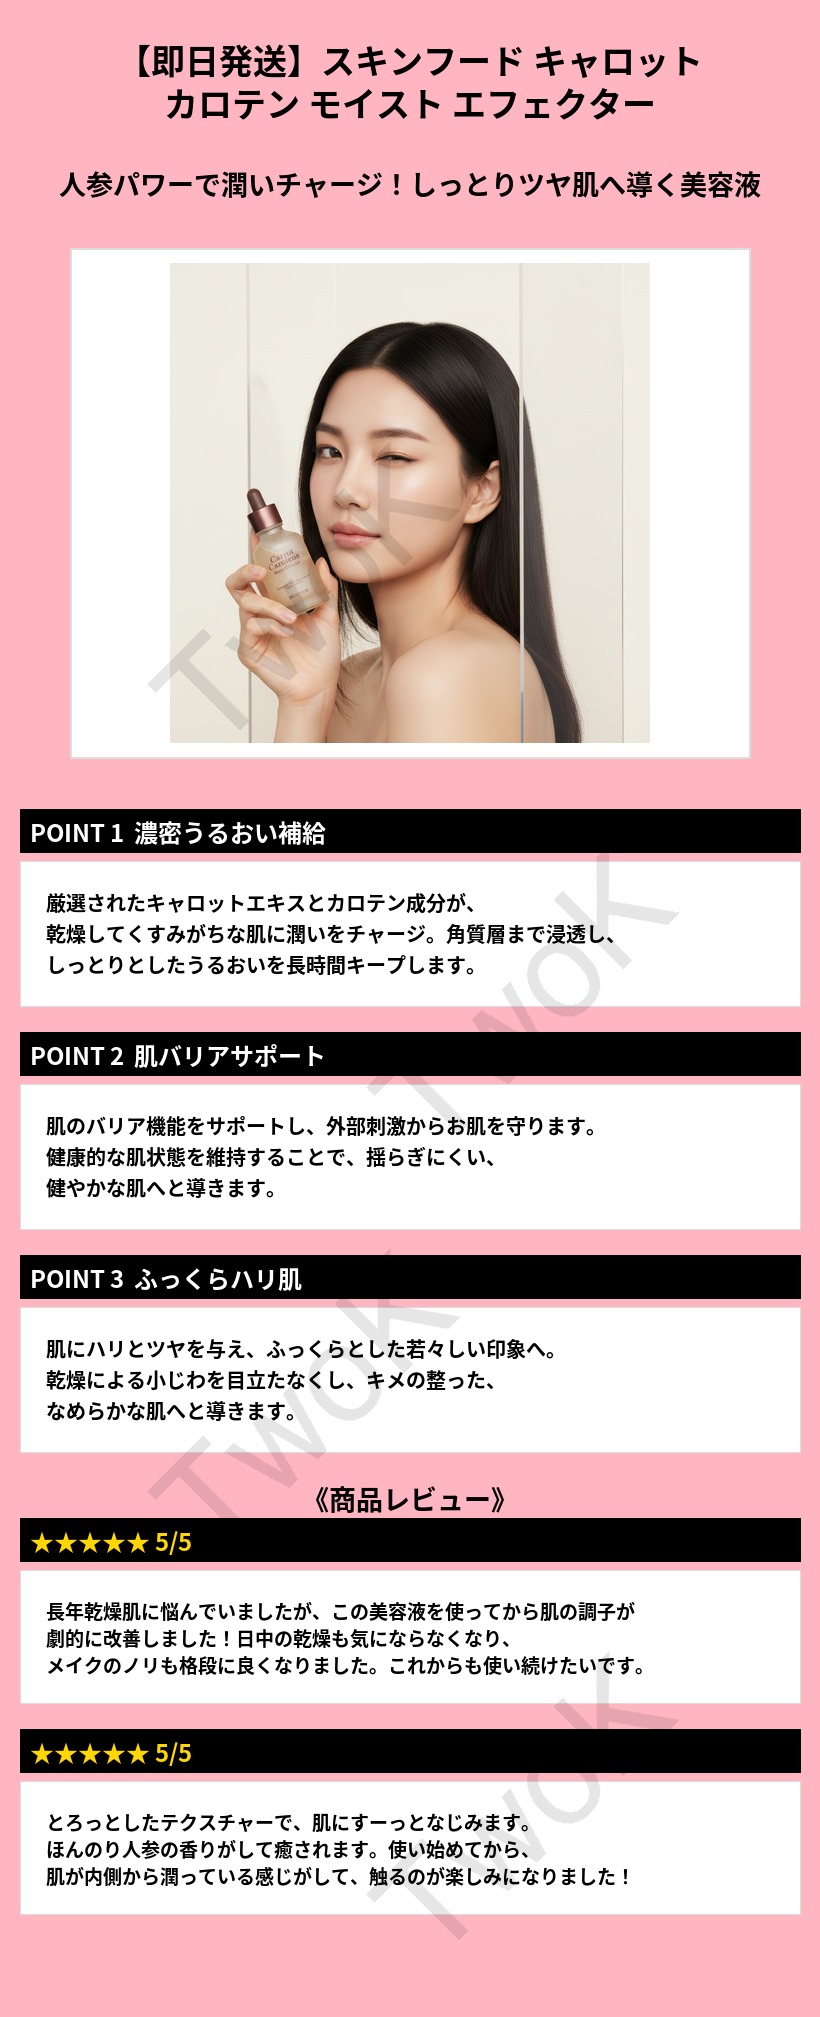 【即日発送】スキンフード キャロット
カロテン モイスト エフェクター
人参パワーで潤いチャージ！しっとりツヤ肌へ導く美容液
Carrot
Carotene
POINT 1 濃密うるおい補給
厳選されたキャロットエキスとカロテン成分が、
乾燥してくすみがちな肌に潤いをチャージ。角質層まで浸透し、
しっとりとしたうるおいを長時間キープします。
POINT 2 肌バリアサポート
肌のバリア機能をサポートし、外部刺激からお肌を守ります。
健康的な肌状態を維持することで、揺らぎにくい、
健やかな肌へと導きます。
POINT 3 ふっくらハリ肌
肌にハリとツヤを与え、ふっくらとした若々しい印象へ。
乾燥による小じわを目立たなくし、キメの整った、
なめらかな肌へと導きます。
《商品レビュー》
★★★★★ 5/5
長年乾燥肌に悩んでいましたが、この美容液を使ってから肌の調子が
劇的に改善しました！日中の乾燥も気にならなくなり、
メイクのノリも格段に良くなりました。これからも使い続けたいです。
★★★★★ 5/5
とろっとしたテクスチャーで、肌にすーっとなじみます。
ほんのり人参の香りがして癒されます。使い始めてから、
肌が内側から潤っている感じがして、触るのが楽しみになりました！
TwoK
TwoK
TwoK
TwoK